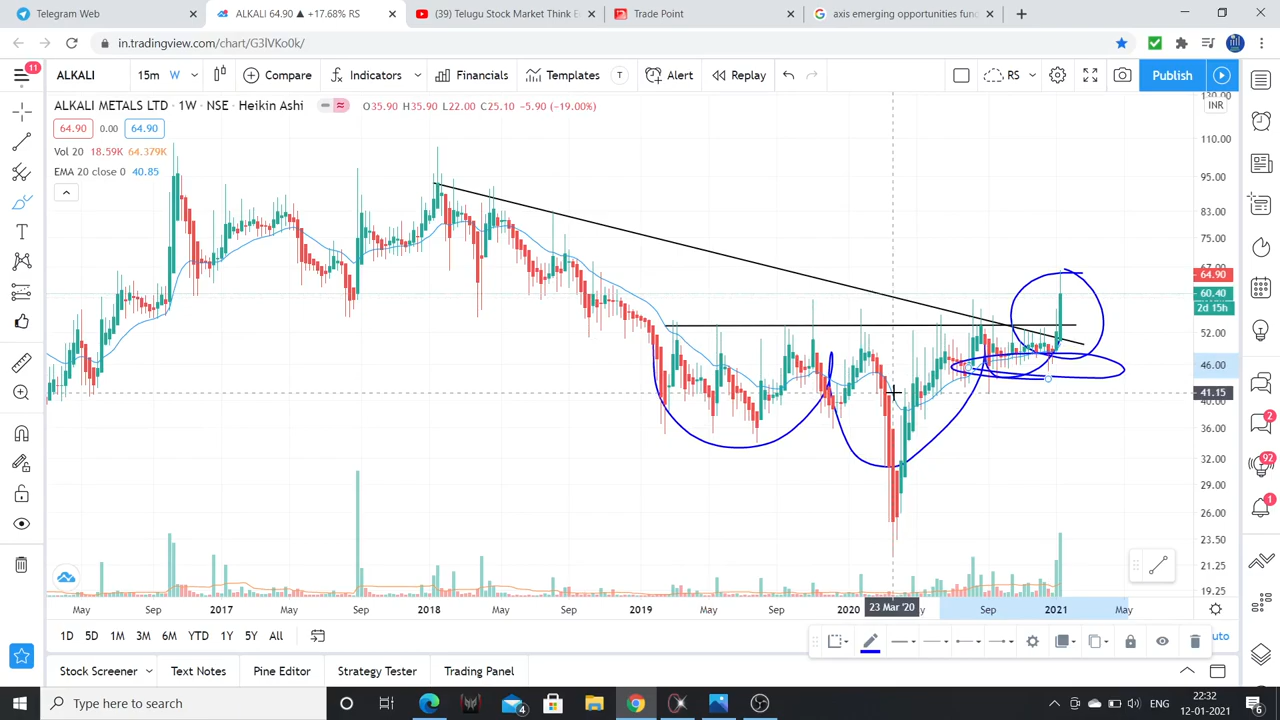 Telegram Web
ALKALI 64.90 ▲ +17.68% RS
(39) Telugu Stock Market Think E
Trade Point
axis emerging opportunities fun
in.tradingview.com/chart/G3lVKo0k/
11
ALKALI
15m
W
Compare
Indicators
Financials
Templates
T
Alert
Replay
RS
Publish
ALKALI METALS LTD · 1W · NSE · Heikin Ashi
O35.90 H35.90 L22.00 C25.10 -5.90 (-19.00%)
64.90 0.00 64.90
Vol 20 18.59K 64.379K
EMA 20 close 0 40.85
130.00
INR
110.00
95.00
83.00
75.00
67.00
64.90
60.40
2d 15h
52.00
46.00
41.15
40.00
36.00
32.00
29.00
26.00
23.50
21.25
19.25
2
92
1
May Sep 2017 May Sep 2018 May Sep 2019 May Sep 2020 23 Mar '20 Sep 2021 May
1D 5D 1M 3M 6M YTD 1Y 5Y All
Stock Screener Text Notes Pine Editor Strategy Tester Trading Panel
Type here to search
4
ENG
22:32
12-01-2021
6